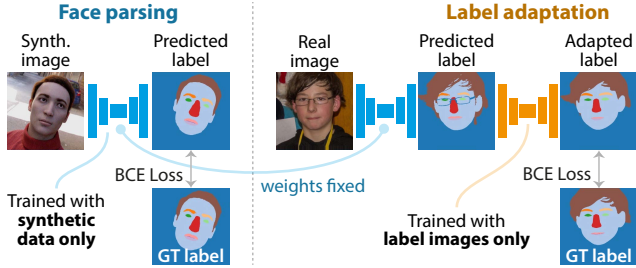 Face parsing
Synth.
image
Predicted
label
BCE Loss
Trained with
synthetic
data only
GT label
weights fixed
Label adaptation
Real
image
Predicted
label
Adapted
label
BCE Loss
Trained with
label images only
GT label